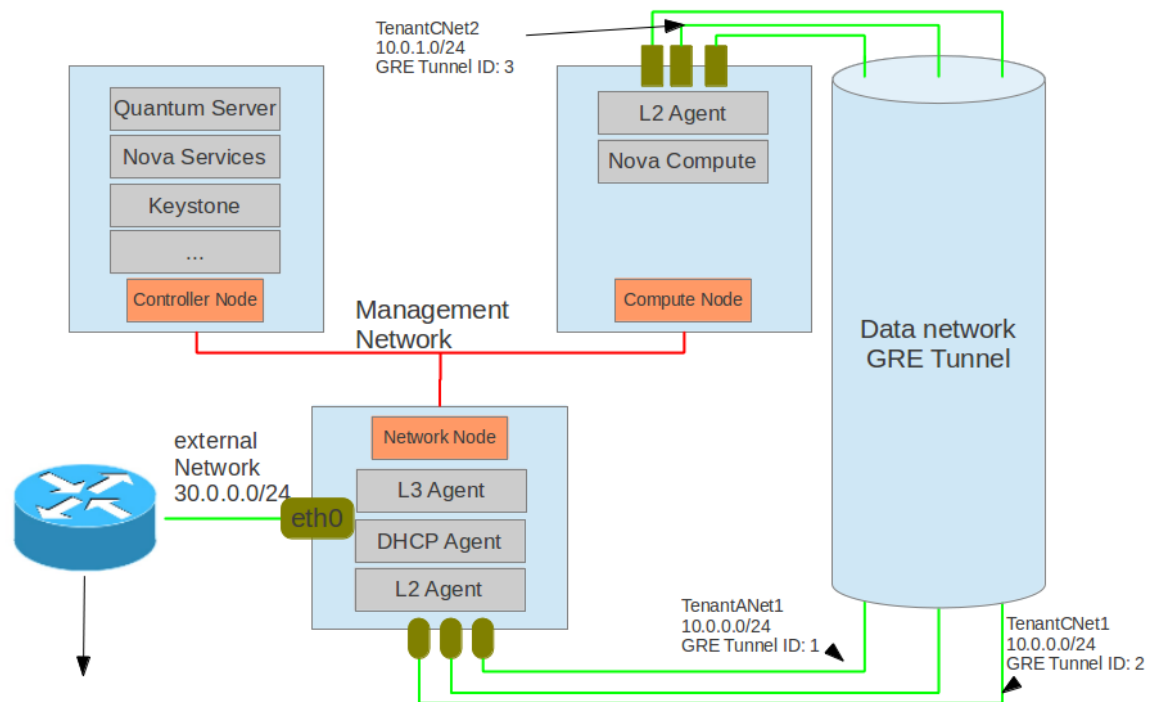 TenantCNet2
10.0.1.0/24
GRE Tunnel ID: 3
Quantum Server
Nova Services
Keystone
...
Controller Node
L2 Agent
Nova Compute
Compute Node
Management
Network
Data network
GRE Tunnel
Network Node
external
Network
30.0.0.0/24
eth0
L3 Agent
DHCP Agent
L2 Agent
TenantANet1
10.0.0.0/24
GRE Tunnel ID: 1
TenantCNet1
10.0.0.0/24
GRE Tunnel ID: 2